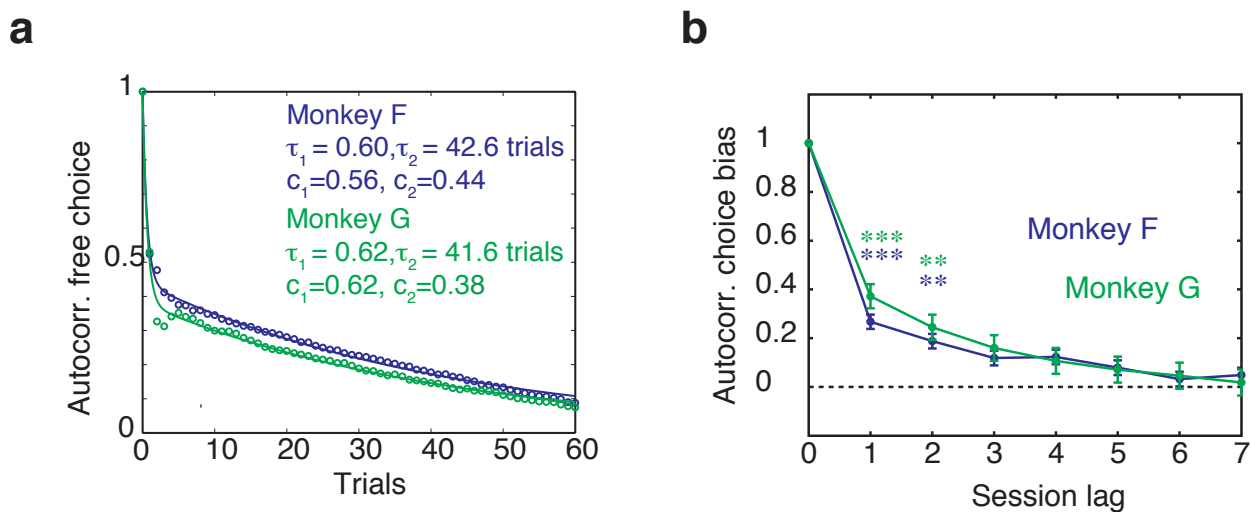 a
Autocorr. free choice
1
0.5
0
Monkey F
τ1 = 0.60,τ2 = 42.6 trials
c1=0.56, c2=0.44
Monkey G
τ1 = 0.62,τ2 = 41.6 trials
c1=0.62, c2=0.38
0 10 20 30 40 50 60
Trials
b
Autocorr. choice bias
1
0.8
0.6
0.4
0.2
0
***
***
**
**
Monkey F
Monkey G
0 1 2 3 4 5 6 7
Session lag